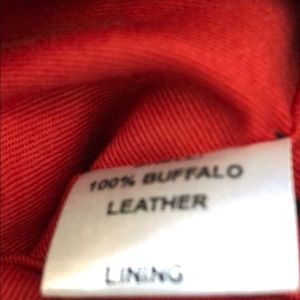 100% BUFFALO
LEATHER
LINING